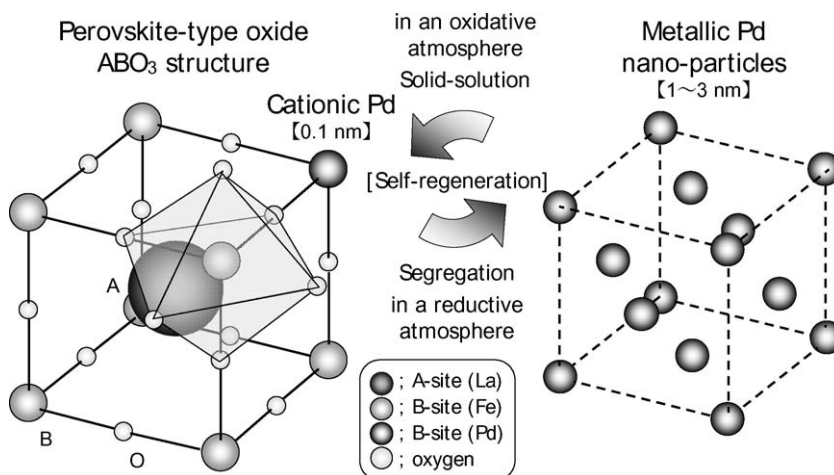 Perovskite-type oxide
ABO₃ structure
in an oxidative
atmosphere
Solid-solution
Metallic Pd
nano-particles
【1～3 nm】
Cationic Pd
【0.1 nm】
[Self-regeneration]
Segregation
in a reductive
atmosphere
A
B
O
; A-site (La)
; B-site (Fe)
; B-site (Pd)
; oxygen